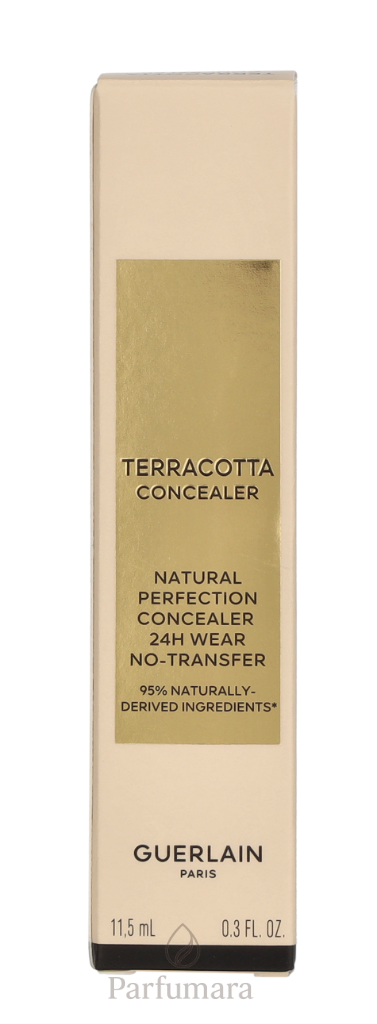 TERRACOTTA
CONCEALER
NATURAL
PERFECTION
CONCEALER
24H WEAR
NO-TRANSFER
95% NATURALLY-
DERIVED INGREDIENTS*
GUERLAIN
PARIS
11,5 mL 0.3 FL. OZ.
Parfumara